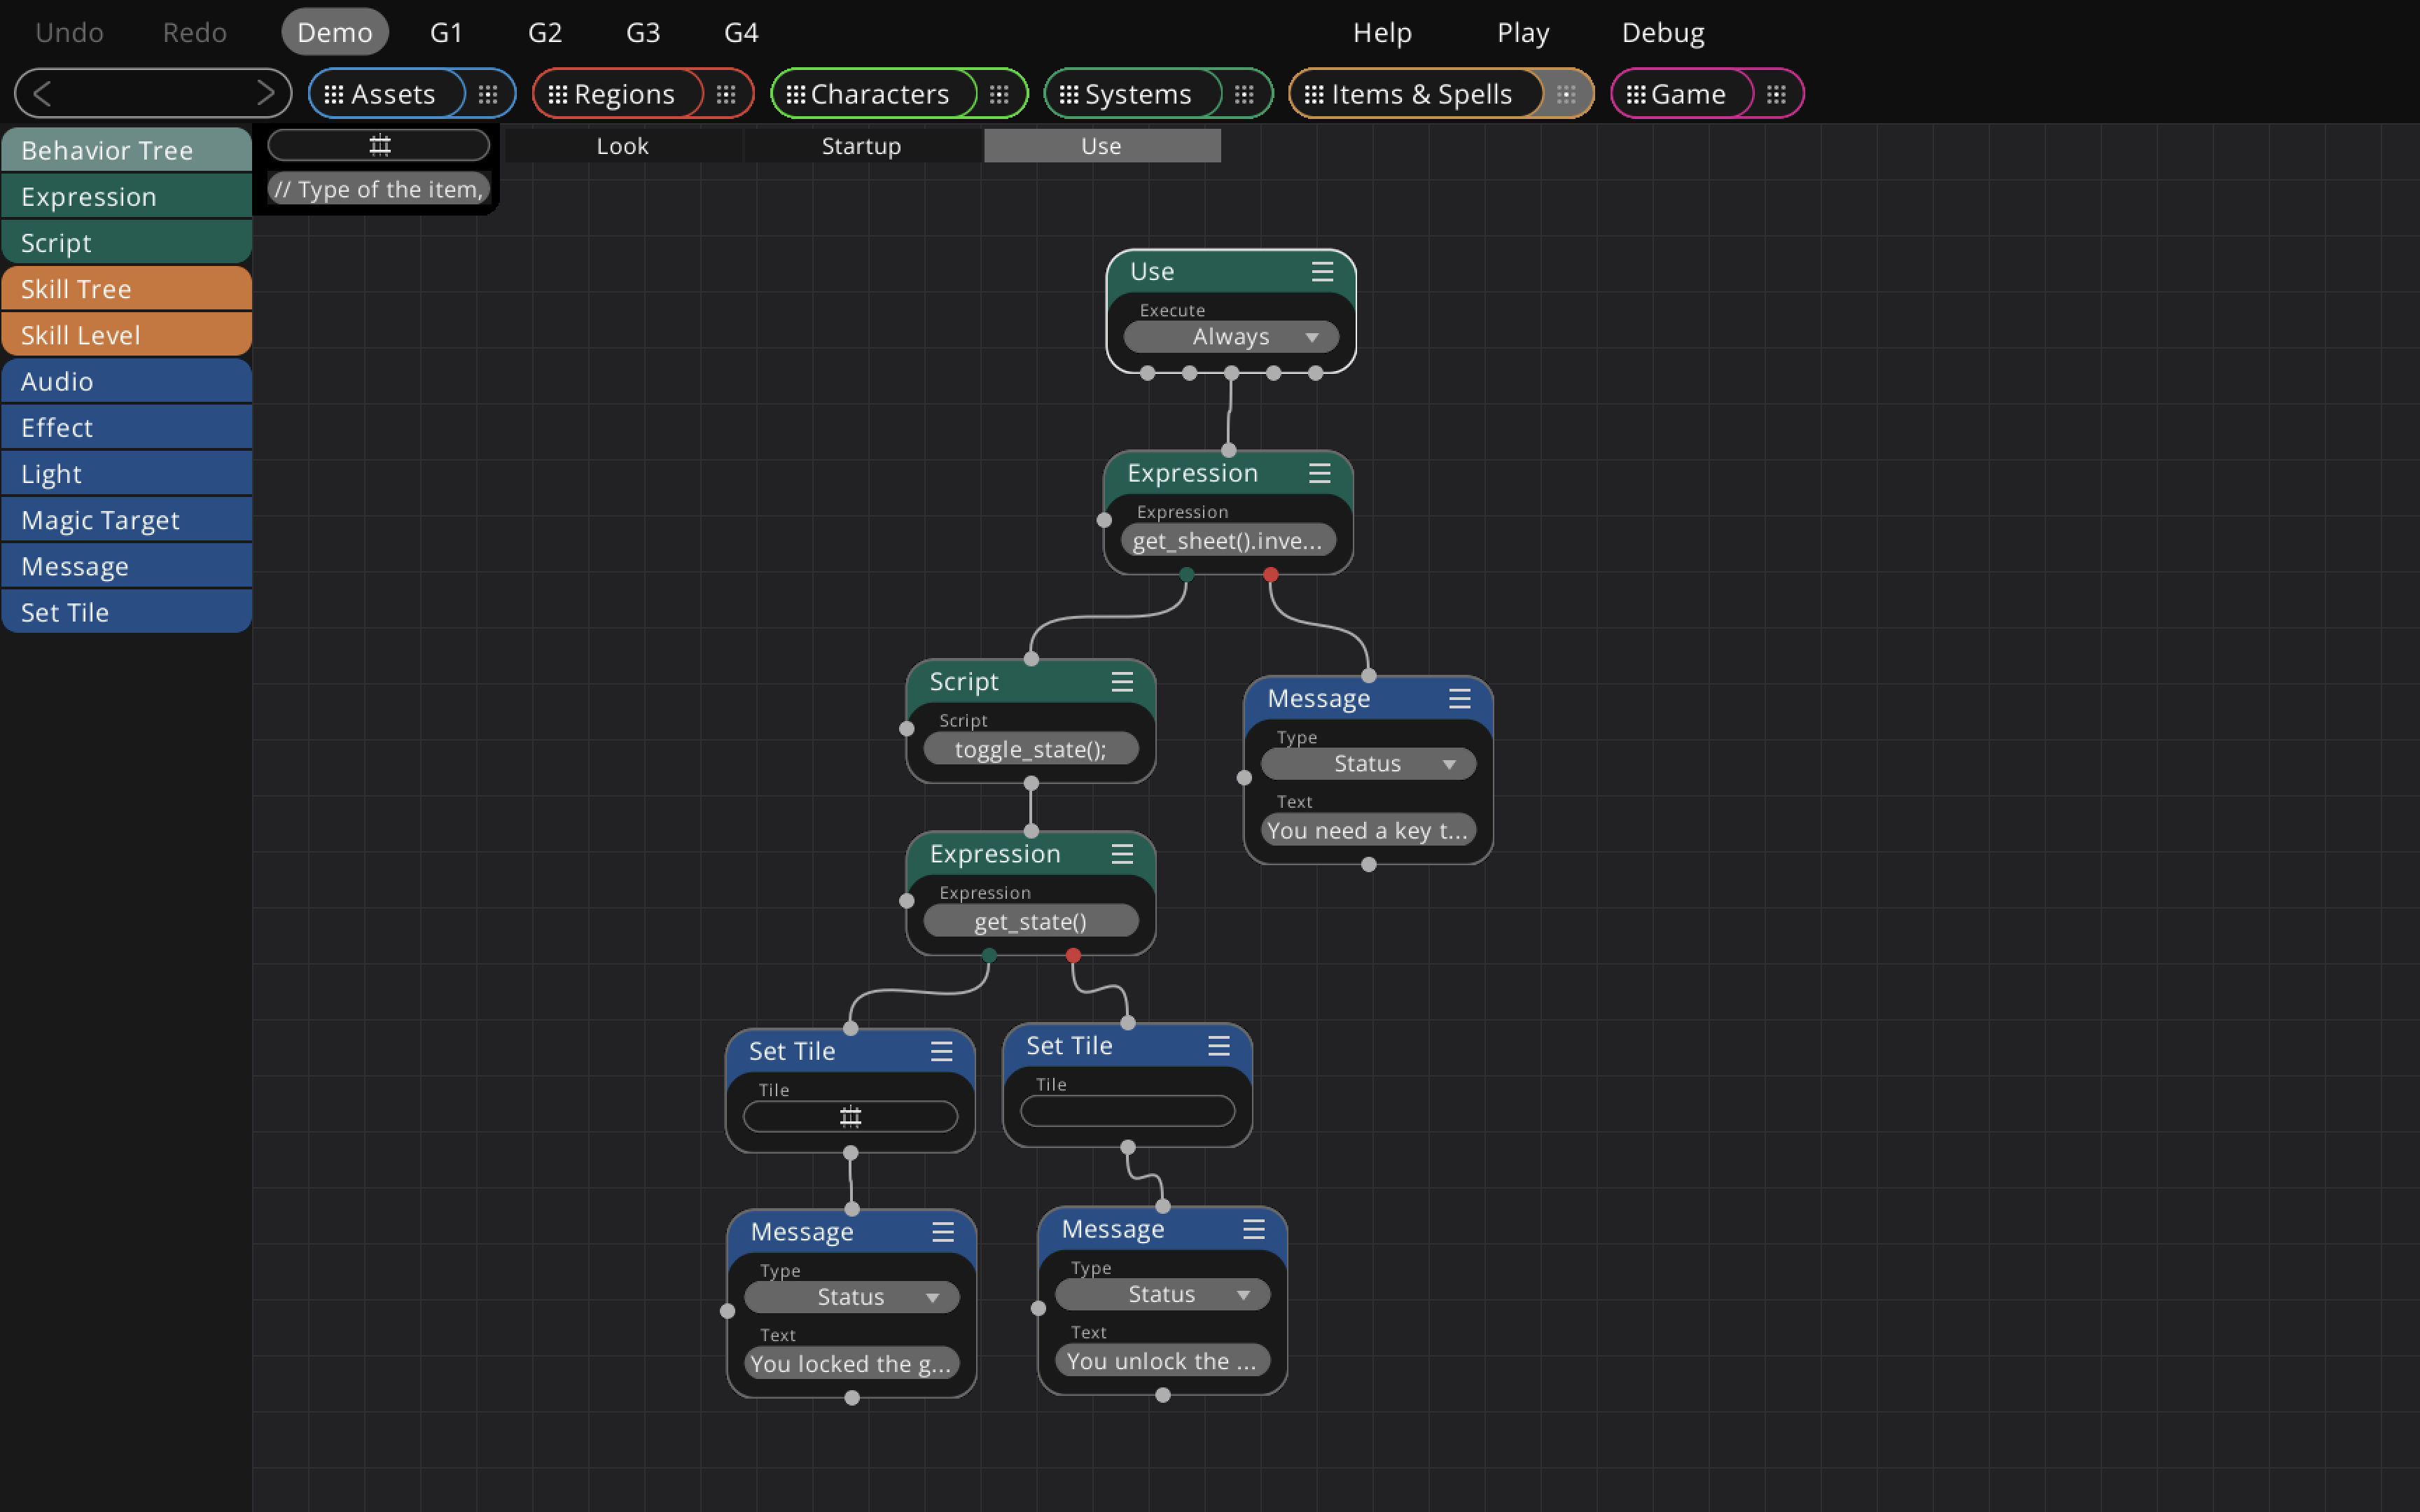 Undo Redo Demo G1 G2 G3 G4 Help Play Debug
Assets Regions Characters Systems Items & Spells Game
Behavior Tree
Expression
Script
Skill Tree
Skill Level
Audio
Effect
Light
Magic Target
Message
Set Tile
// Type of the item,
Look Startup Use
Use
Execute
Always
Expression
Expression
get_sheet().inve...
Script
Script
toggle_state();
Message
Type
Status
Text
You need a key t...
Expression
Expression
get_state()
Set Tile
Tile
Set Tile
Tile
Message
Type
Status
Text
You locked the g...
Message
Type
Status
Text
You unlock the ...